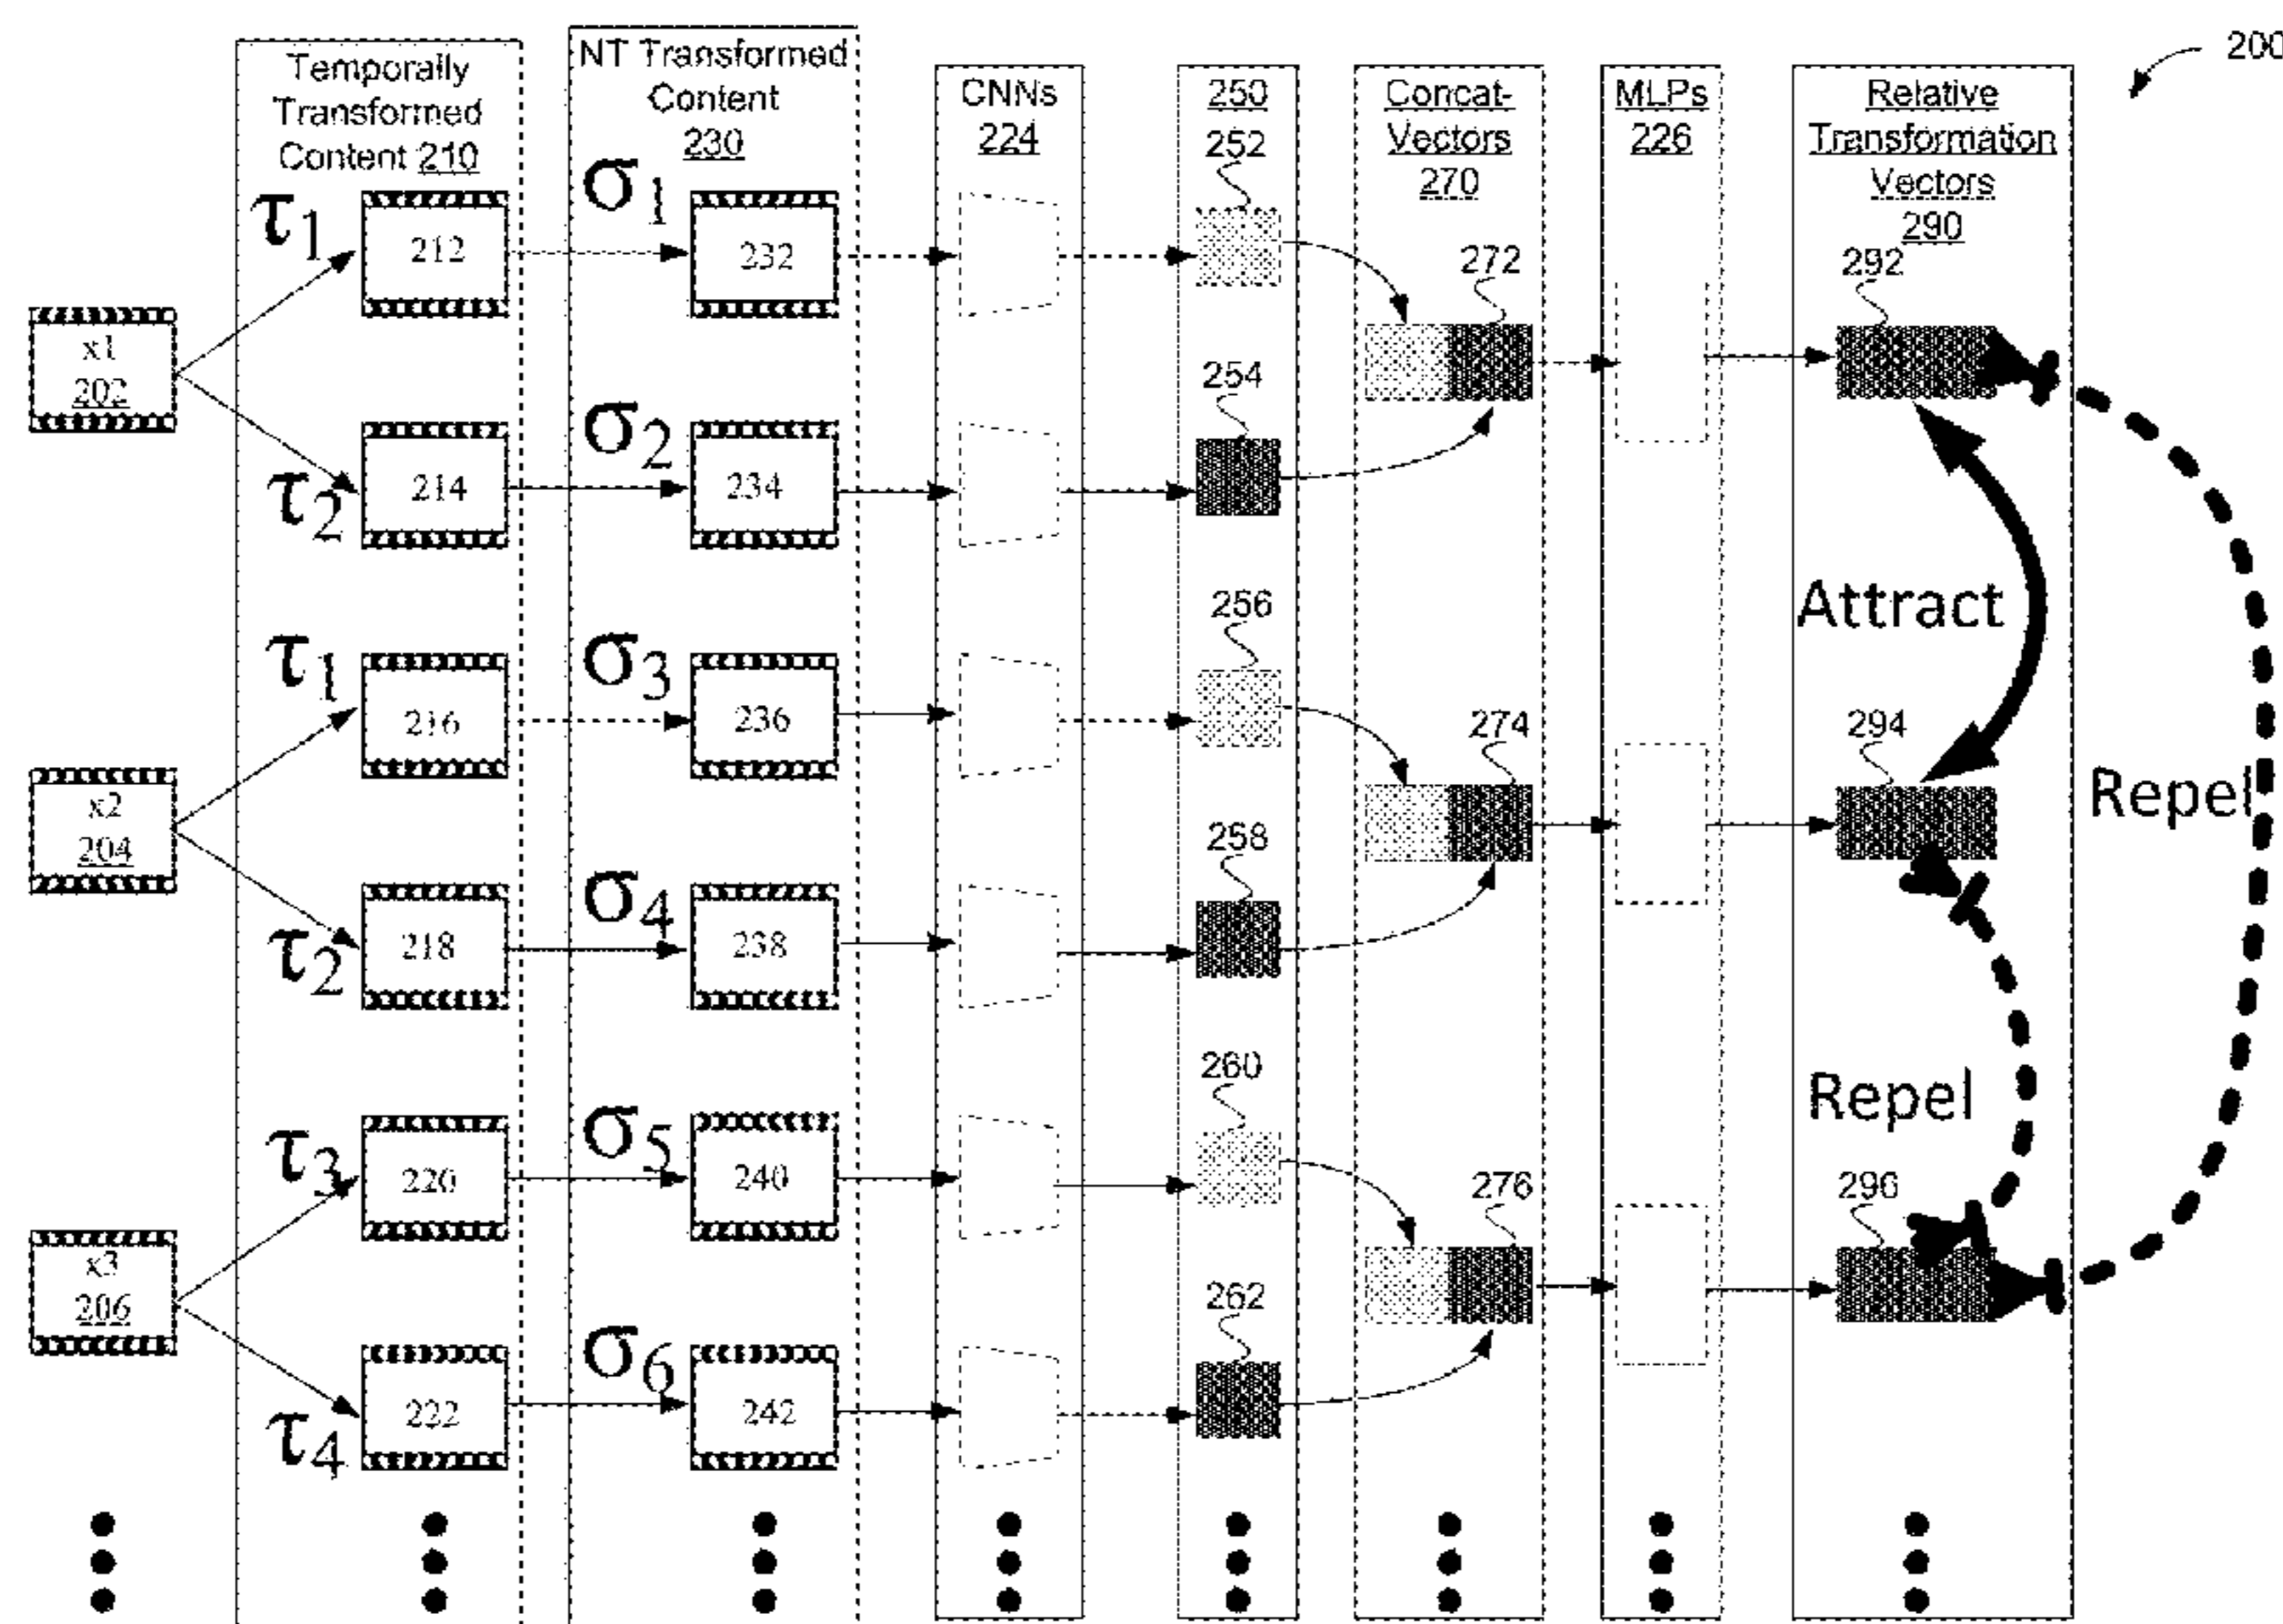 200
Temporally
Transformed
Content 210
NT Transformed
Content
230
CNNs
224
250
Concat-
Vectors
270
MLPs
226
Relative
Transformation
Vectors
290
x1
202
τ1
212
σ1
232
252
272
292
τ2
214
σ2
234
254
Attract
Repel
x2
204
τ1
216
σ3
236
256
274
294
τ2
218
σ4
238
258
Repel
x3
206
τ3
220
σ5
240
260
276
296
τ4
222
σ6
242
262